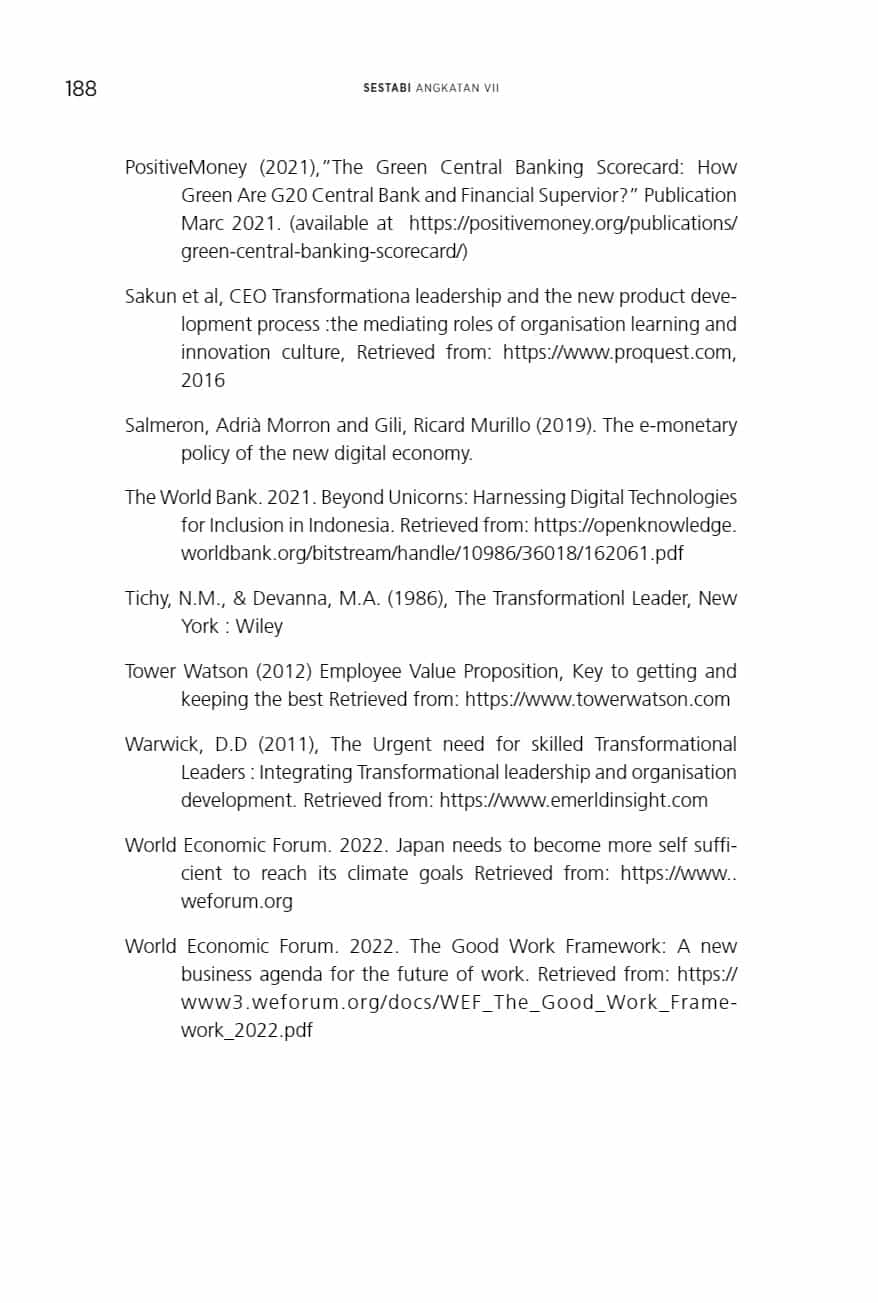 188
SESTABI ANGKATAN VII
PositiveMoney (2021),"The Green Central Banking Scorecard: How
Green Are G20 Central Bank and Financial Supervior?" Publication
Marc 2021. (available at https://positivemoney.org/publications/
green-central-banking-scorecard/)
Sakun et al, CEO Transformationa leadership and the new product deve-
lopment process :the mediating roles of organisation learning and
innovation culture, Retrieved from: https://www.proquest.com,
2016
Salmeron, Adrià Morron and Gili, Ricard Murillo (2019). The e-monetary
policy of the new digital economy.
The World Bank. 2021. Beyond Unicorns: Harnessing Digital Technologies
for Inclusion in Indonesia. Retrieved from: https://openknowledge.
worldbank.org/bitstream/handle/10986/36018/162061.pdf
Tichy, N.M., & Devanna, M.A. (1986), The Transformationl Leader, New
York : Wiley
Tower Watson (2012) Employee Value Proposition, Key to getting and
keeping the best Retrieved from: https://www.towerwatson.com
Warwick, D.D (2011), The Urgent need for skilled Transformational
Leaders : Integrating Transformational leadership and organisation
development. Retrieved from: https://www.emerldinsight.com
World Economic Forum. 2022. Japan needs to become more self suffi-
cient to reach its climate goals Retrieved from: https://www..
weforum.org
World Economic Forum. 2022. The Good Work Framework: A new
business agenda for the future of work. Retrieved from: https://
www3.weforum.org/docs/WEF_The_Good_Work_Frame-
work_2022.pdf